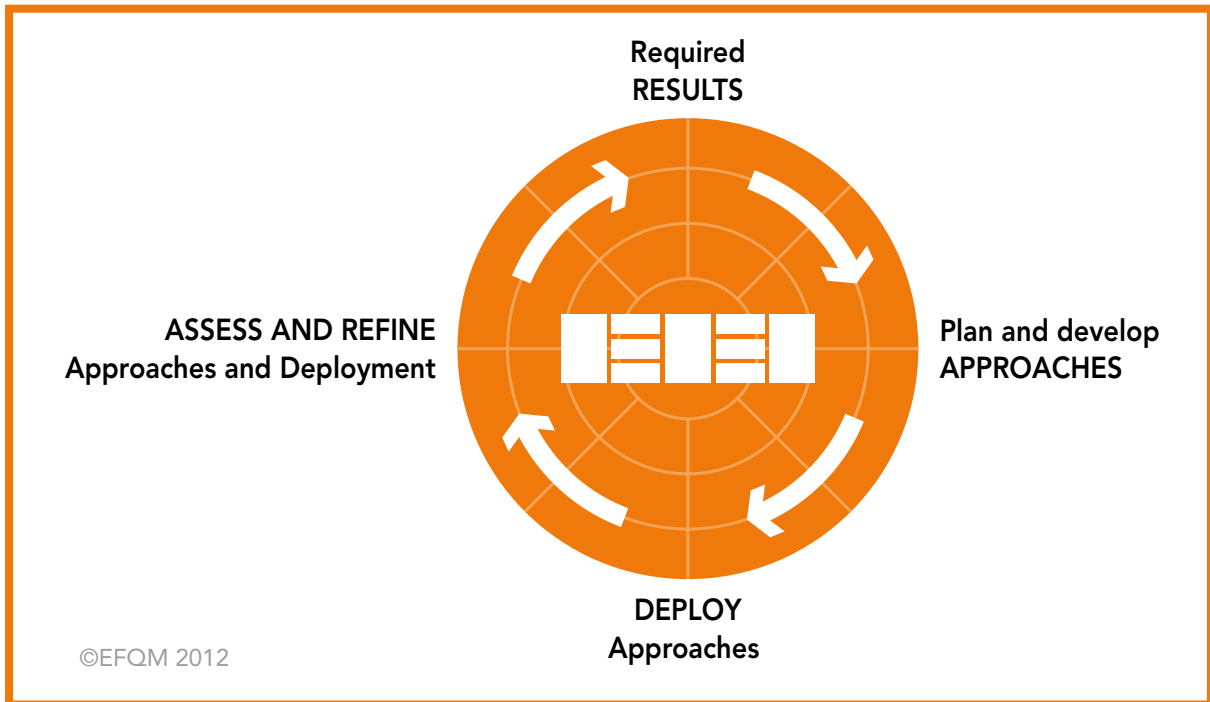 Required
RESULTS
ASSESS AND REFINE
Approaches and Deployment
Plan and develop
APPROACHES
DEPLOY
Approaches
©EFQM 2012